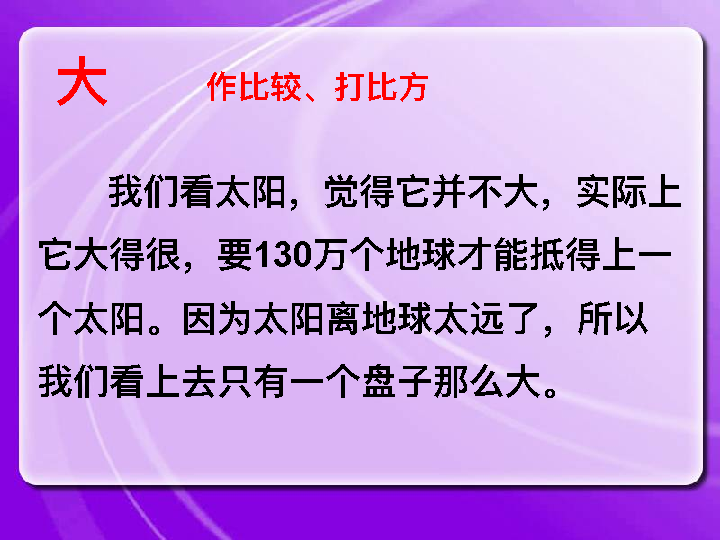 大 作比较、打比方
我们看太阳，觉得它并不大，实际上
它大得很，要130万个地球才能抵得上一
个太阳。因为太阳离地球太远了，所以
我们看上去只有一个盘子那么大。